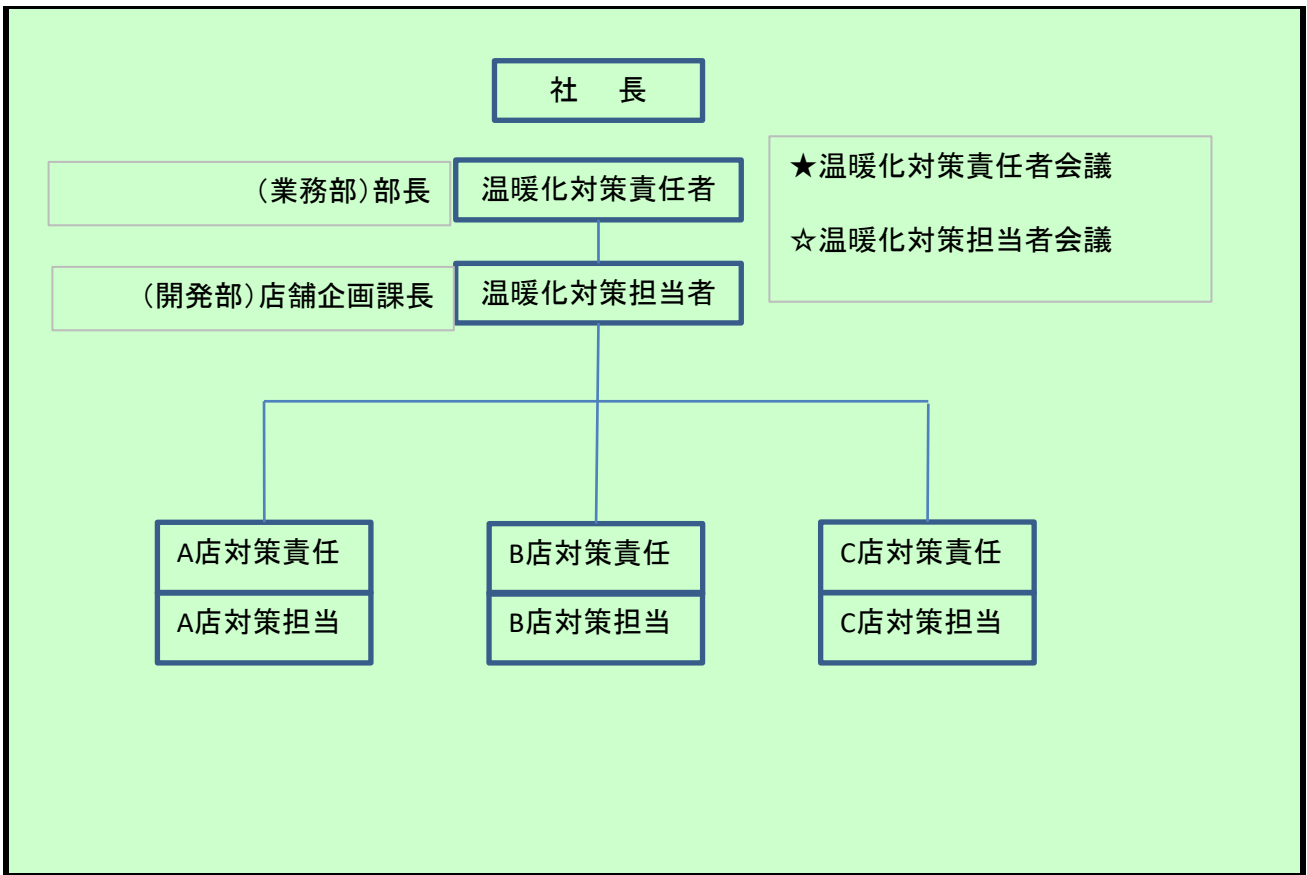 社　長
★温暖化対策責任者会議
（業務部）部長
温暖化対策責任者
☆温暖化対策担当者会議
（開発部）店舗企画課長
温暖化対策担当者
A店対策責任
B店対策責任
C店対策責任
A店対策担当
B店対策担当
C店対策担当